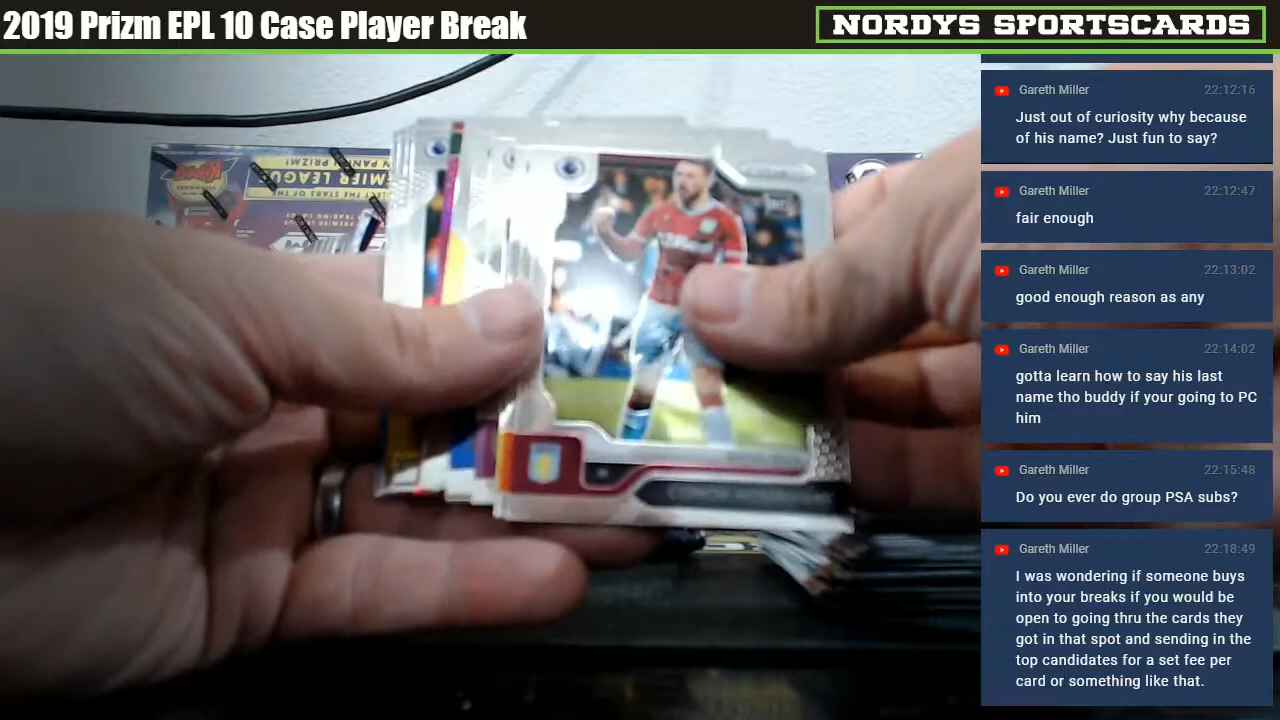 2019 Prizm EPL 10 Case Player Break
NORDYS SPORTSCARDS
Gareth Miller 22:12:16
Just out of curiosity why because
of his name? Just fun to say?
Gareth Miller 22:12:47
fair enough
Gareth Miller 22:13:02
good enough reason as any
Gareth Miller 22:14:02
gotta learn how to say his last
name tho buddy if your going to PC
him
Gareth Miller 22:15:48
Do you ever do group PSA subs?
Gareth Miller 22:18:49
I was wondering if someone buys
into your breaks if you would be
open to going thru the cards they
got in that spot and sending in the
top candidates for a set fee per
card or something like that.